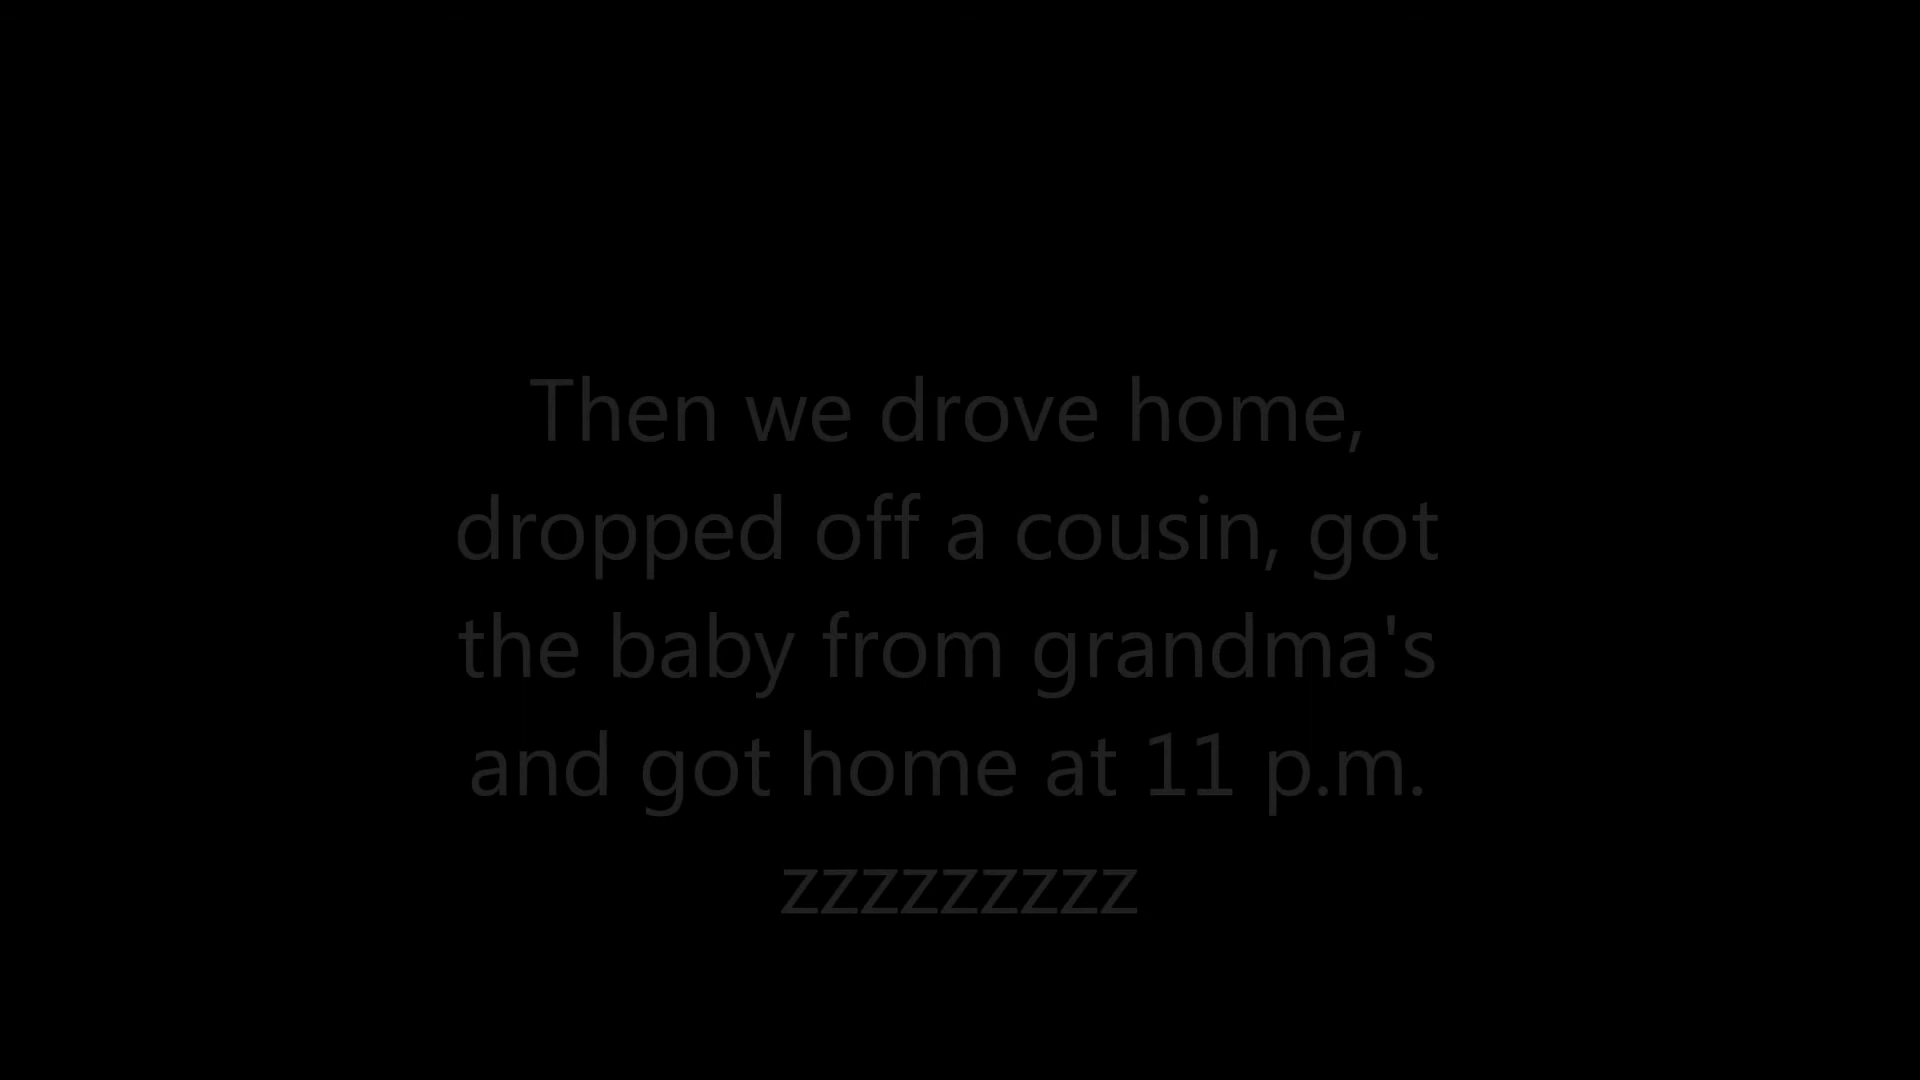 Then we drove home,
dropped off a cousin, got
the baby from grandma's
and got home at 11 p.m.
zzzzzzzzz